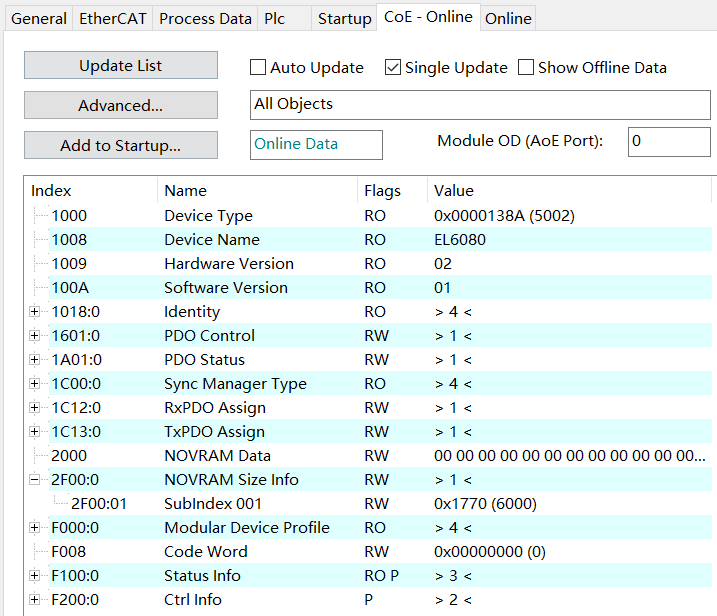 General EtherCAT Process Data Plc Startup CoE - Online Online
Update List Auto Update Single Update Show Offline Data
Advanced... All Objects
Add to Startup... Online Data Module OD (AoE Port): 0
Index Name Flags Value
1000 Device Type RO 0x0000138A (5002)
1008 Device Name RO EL6080
1009 Hardware Version RO 02
100A Software Version RO 01
1018:0 Identity RO > 4 <
1601:0 PDO Control RW > 1 <
1A01:0 PDO Status RW > 1 <
1C00:0 Sync Manager Type RO > 4 <
1C12:0 RxPDO Assign RW > 1 <
1C13:0 TxPDO Assign RW > 1 <
2000 NOVRAM Data RW 00 00 00 00 00 00 00 00 00 00 00 00...
2F00:0 NOVRAM Size Info RW > 1 <
2F00:01 SubIndex 001 RW 0x1770 (6000)
F000:0 Modular Device Profile RO > 4 <
F008 Code Word RW 0x00000000 (0)
F100:0 Status Info RO P > 3 <
F200:0 Ctrl Info P > 2 <